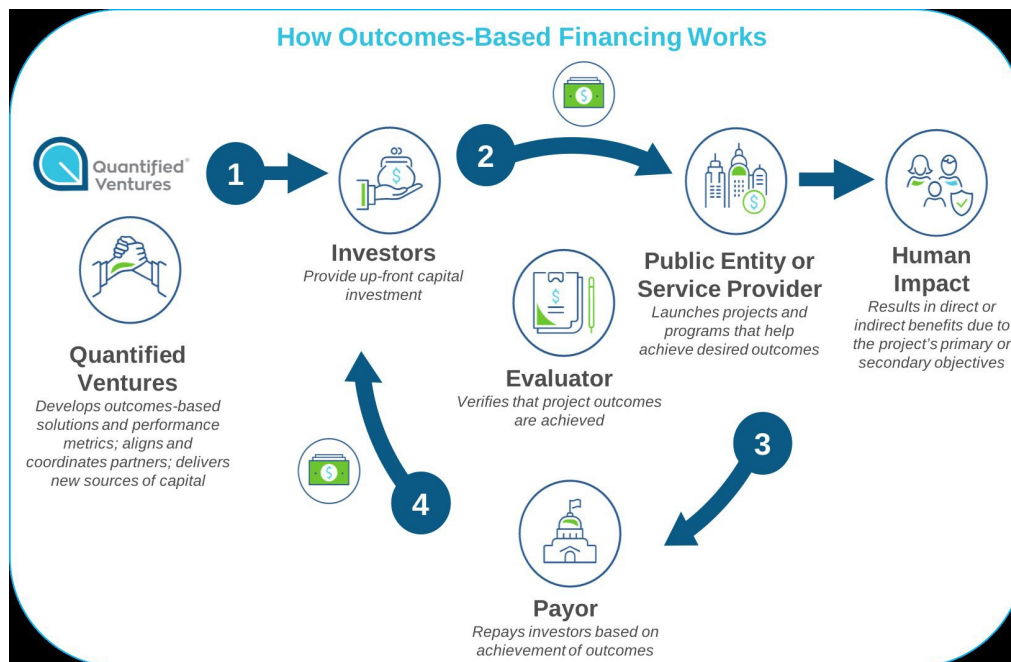 How Outcomes-Based Financing Works
$
1
2
Quantified®
Ventures
$
$
Investors
Provide up-front capital
investment
Public Entity or
Service Provider
Launches projects and
programs that help
achieve desired outcomes
Human
Impact
Results in direct or
indirect benefits due to
the project's primary or
secondary objectives
$
Evaluator
Verifies that project outcomes
are achieved
Quantified
Ventures
Develops outcomes-based
solutions and performance
metrics; aligns and
coordinates partners; delivers
new sources of capital
3
$
4
Payor
Repays investors based on
achievement of outcomes